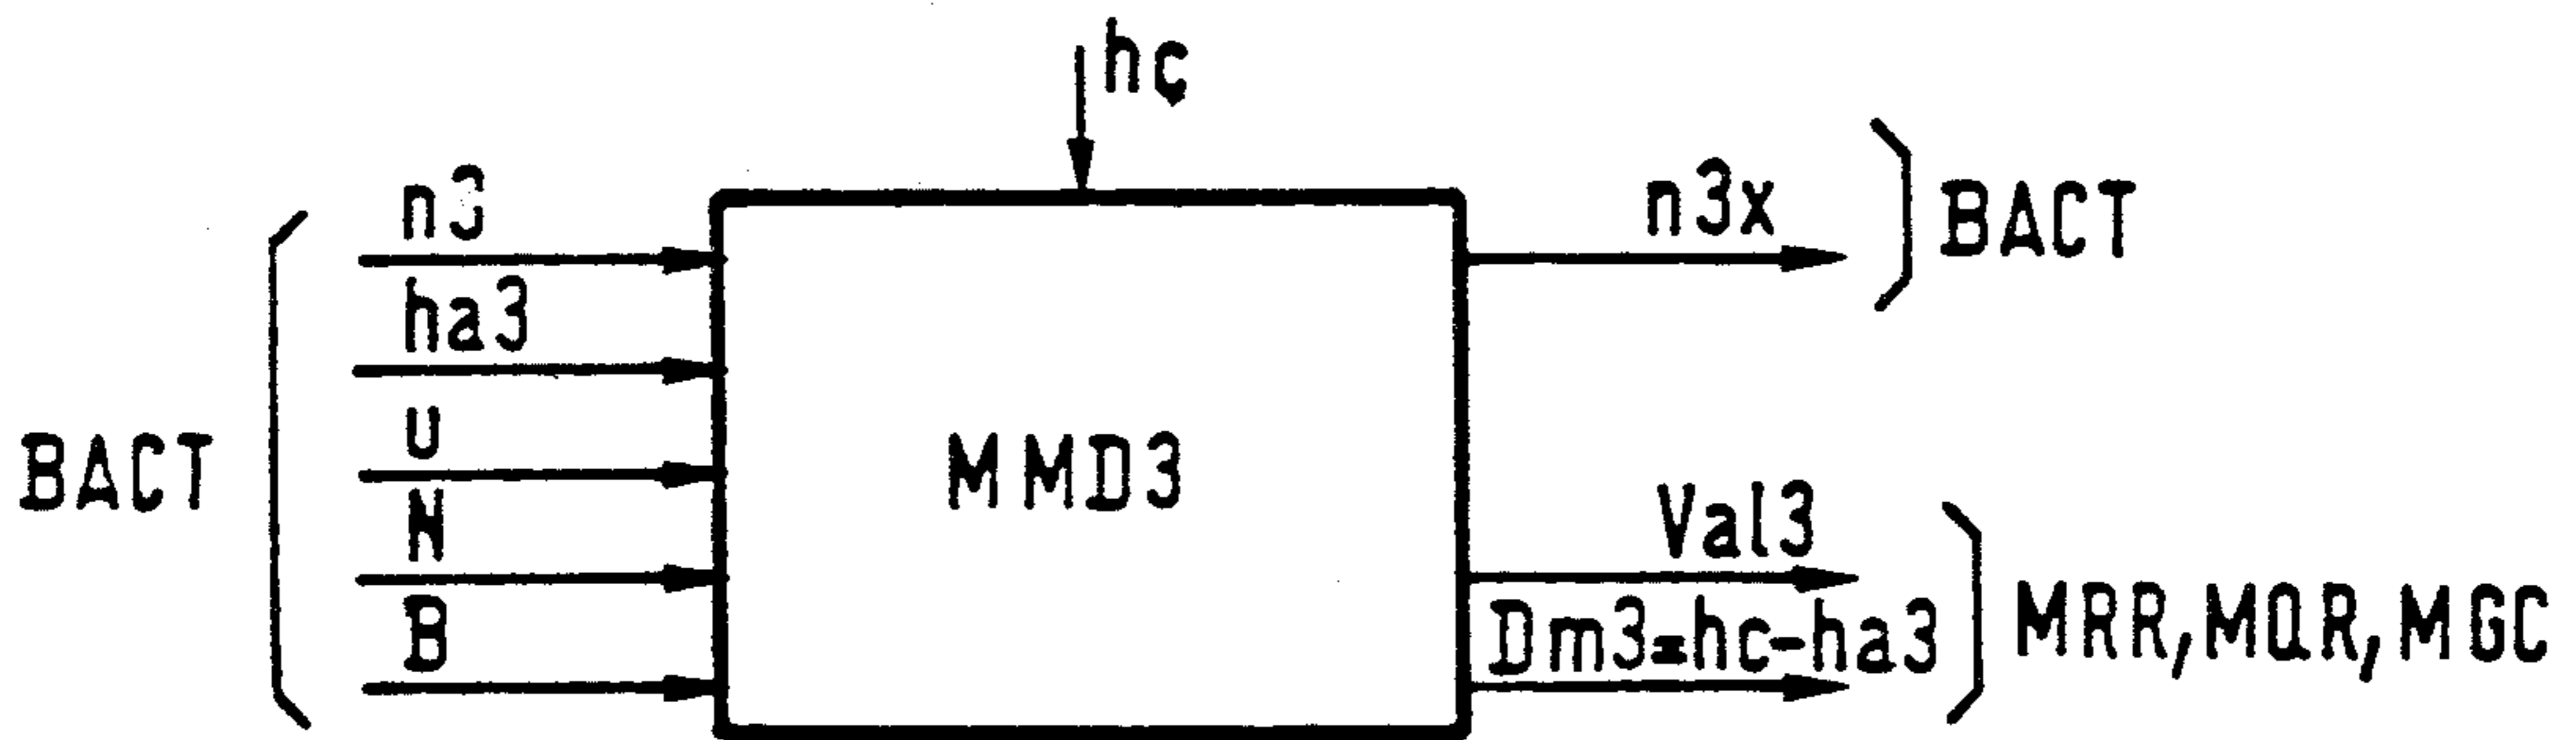 hc
n3
ha3
U
N
B
BACT
MMD3
n3x
BACT
Val3
Dm3=hc-ha3
MRR,MQR,MGC